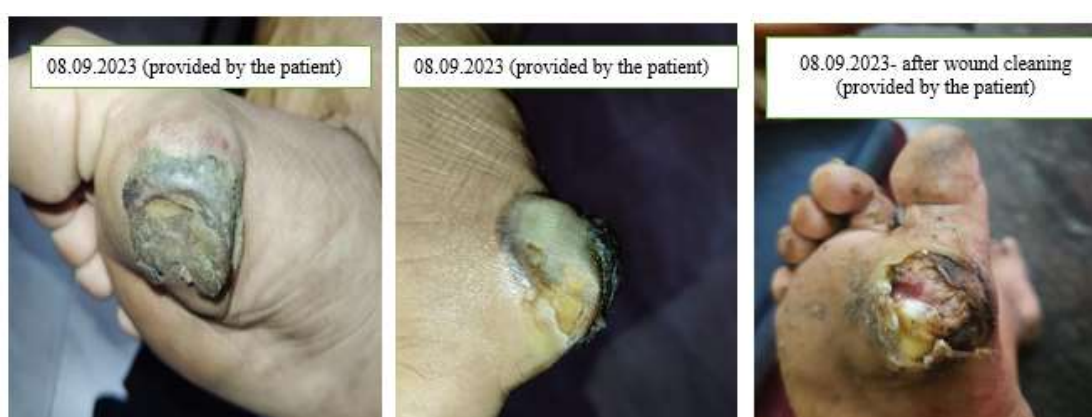 08.09.2023 (provided by the patient)
08.09.2023 (provided by the patient)
08.09.2023- after wound cleaning
(provided by the patient)